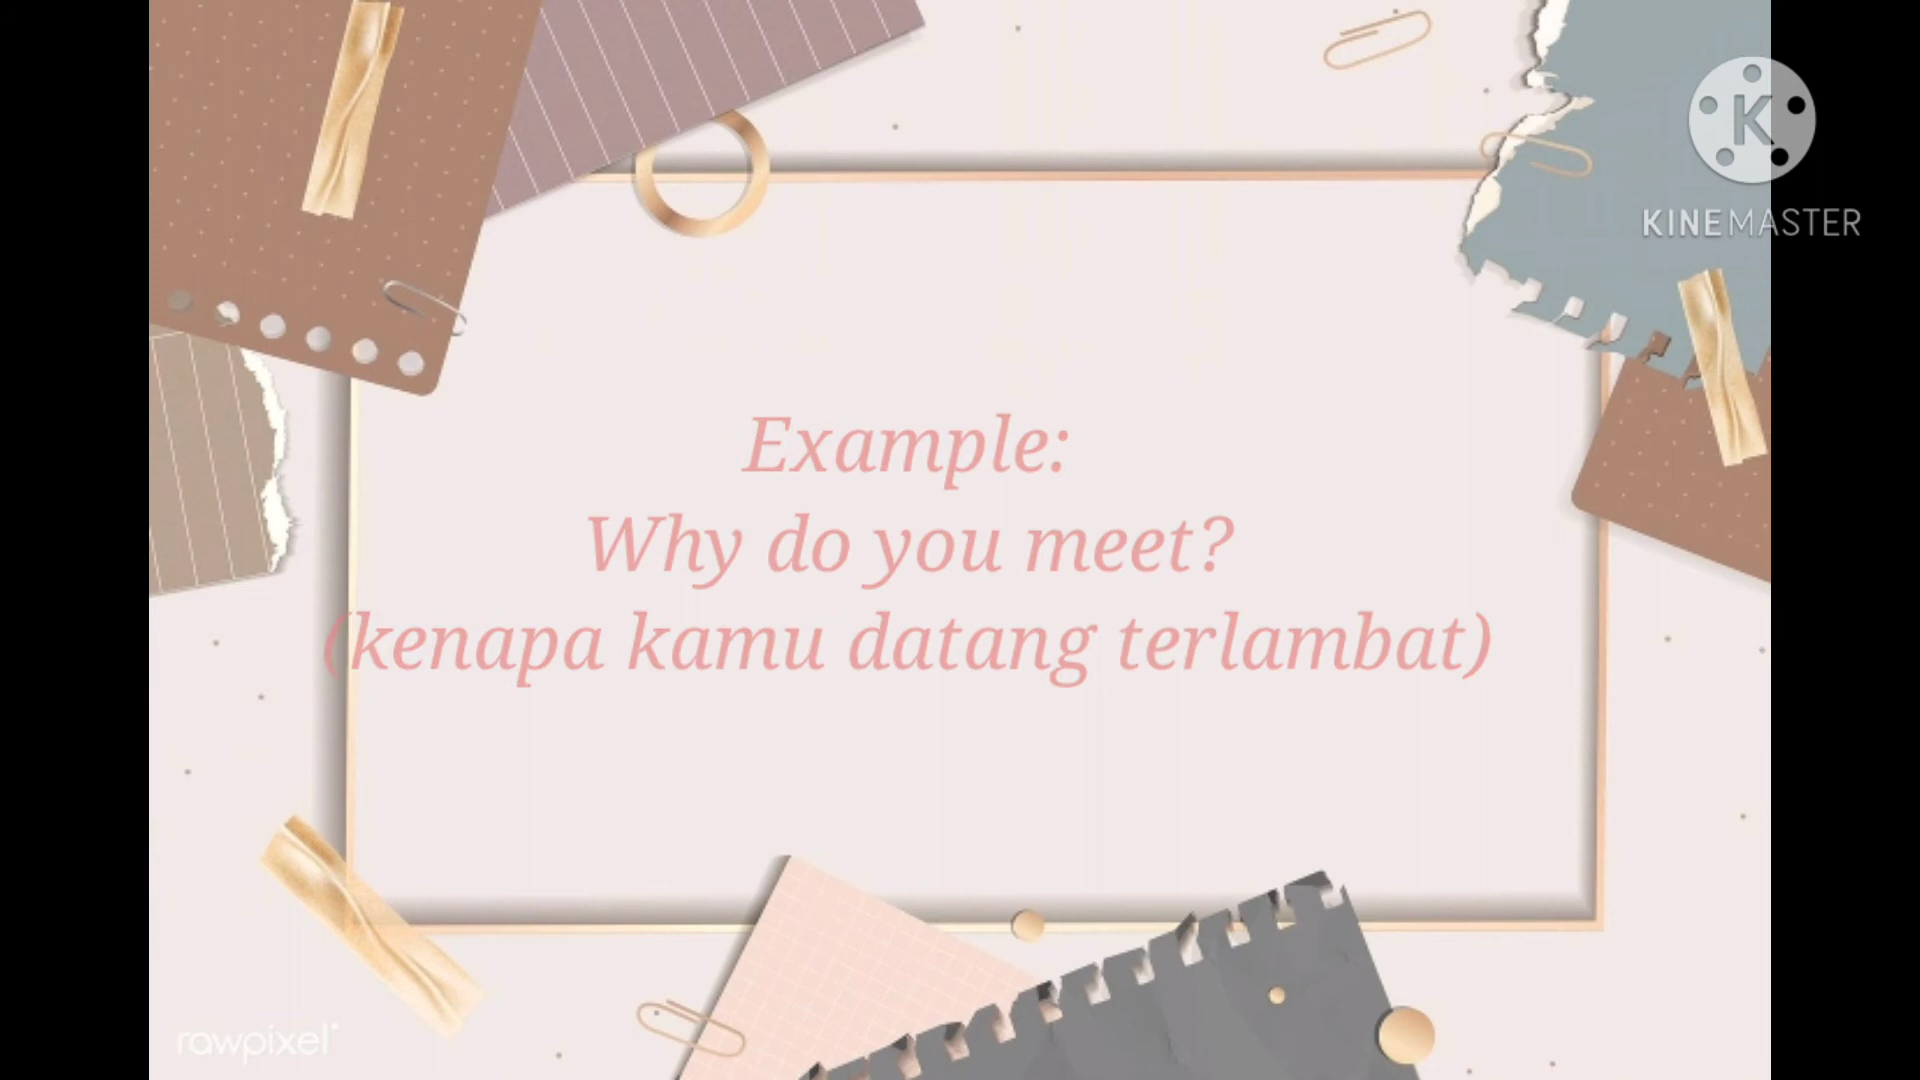 KINEMASTER
Example:
Why do you meet?
(kenapa kamu datang terlambat)
rawpixel